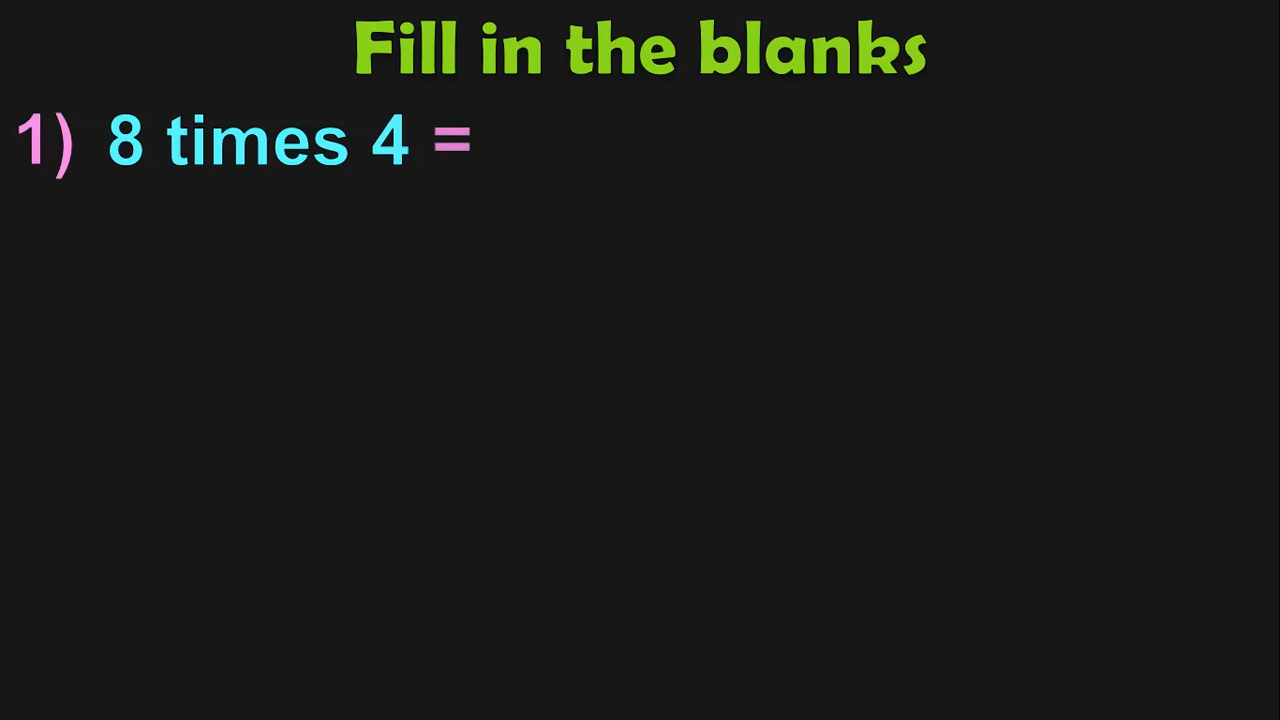 Fill in the blanks
1) 8 times 4 =